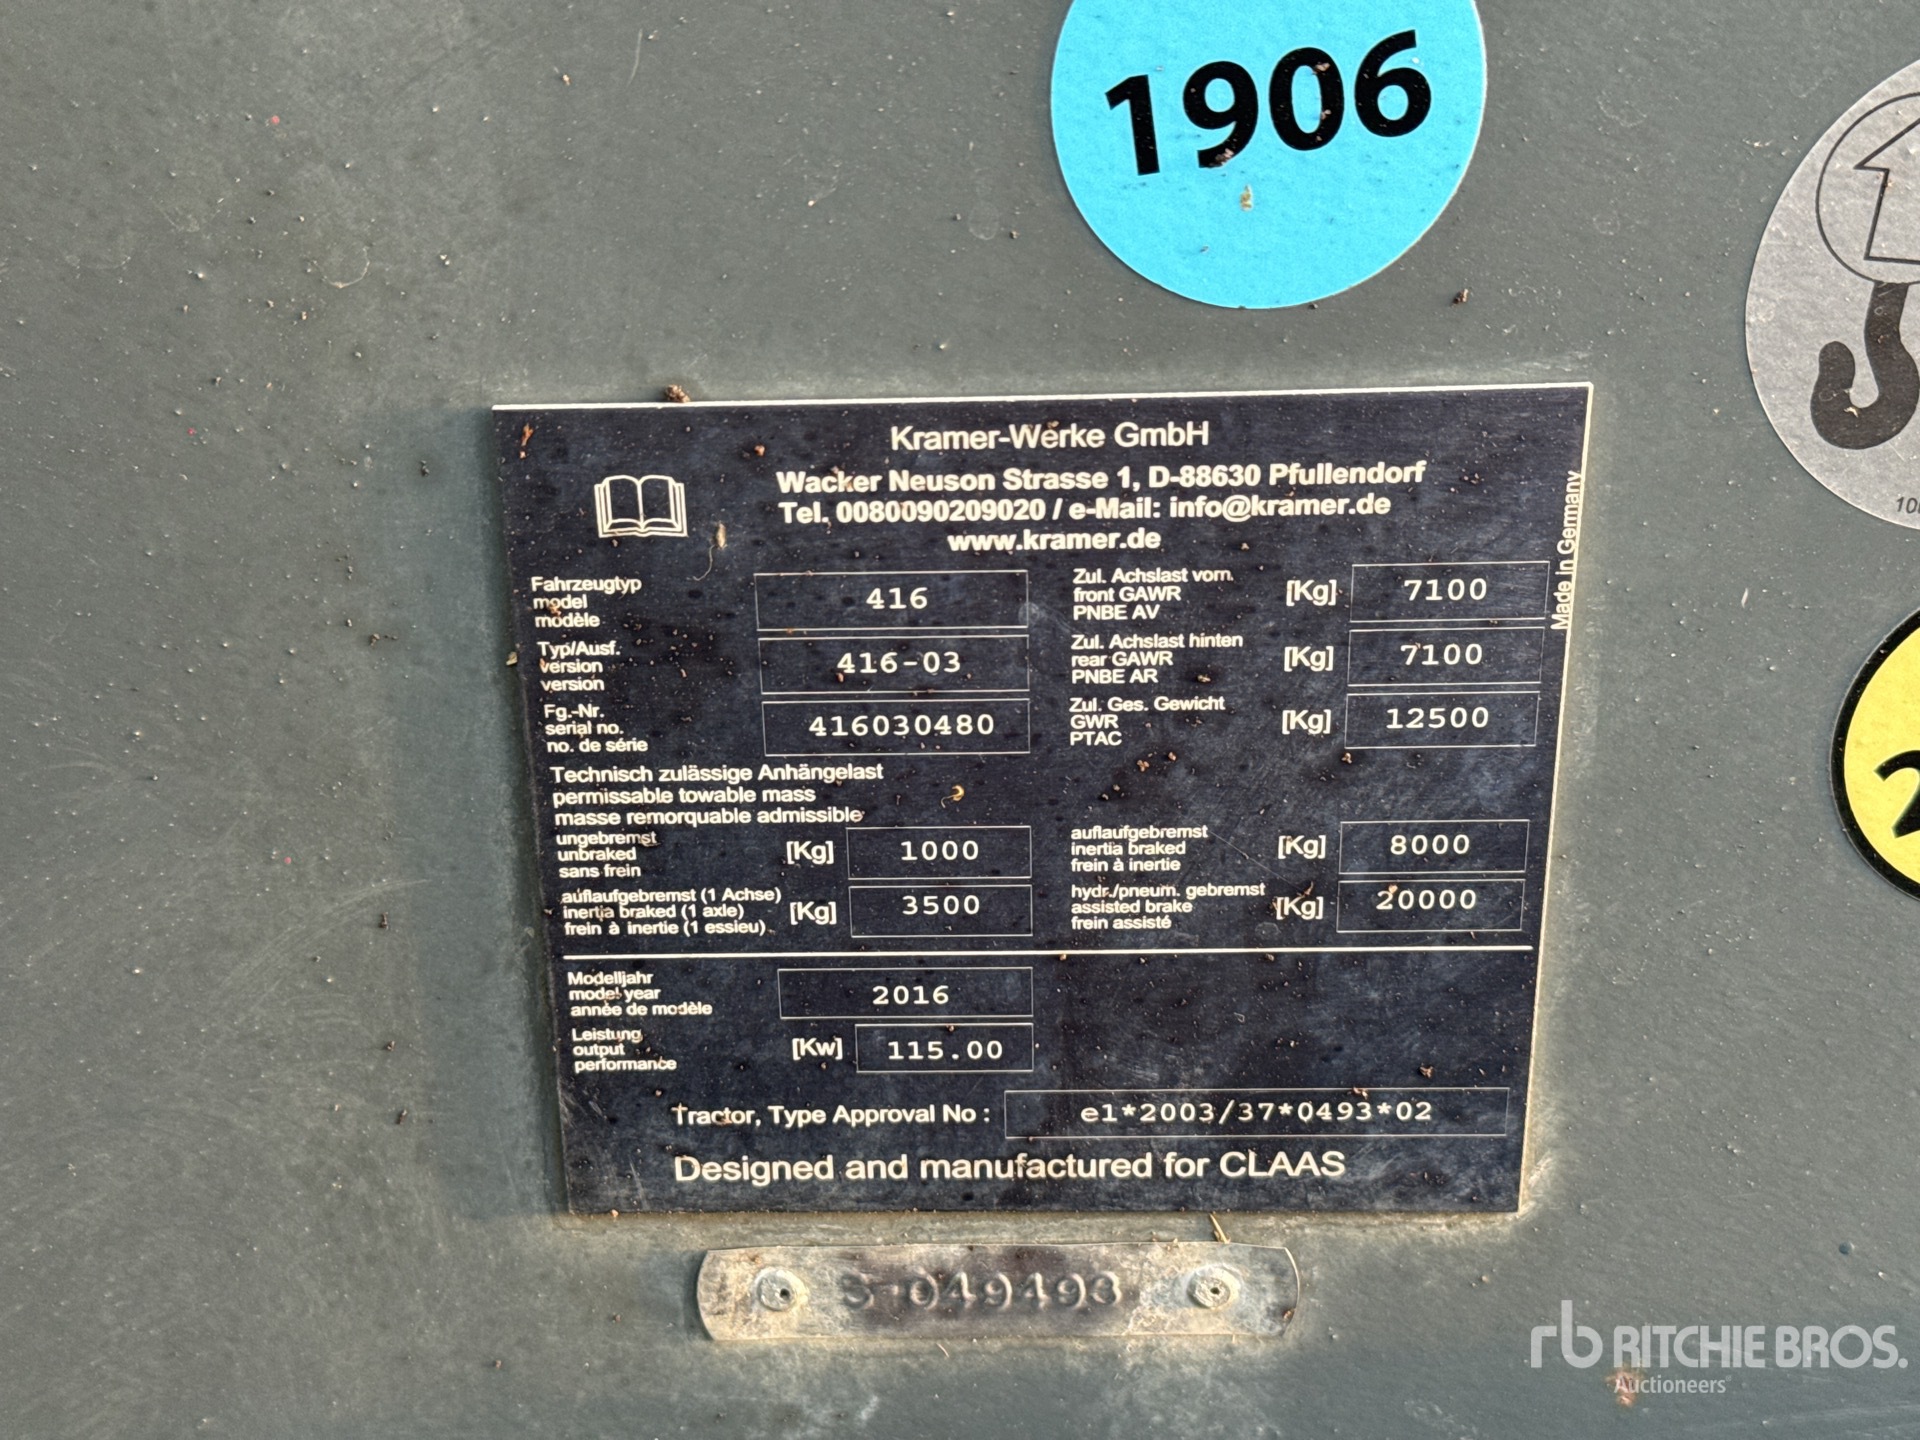 1906
Kramer-Werke GmbH
Wacker Neuson Strasse 1, D-88630 Pfullendorf
Tel. 0080090209020 / e-Mail: info@kramer.de
www.kramer.de
Made in Germany
Fahrzeugtyp
model
modèle
416
Zul. Achslast vorn.
front GAWR
PNBE AV
[Kg]
7100
Typ/Ausf.
version
version
416-03
Zul. Achslast hinten
rear GAWR
PNBE AR
[Kg]
7100
Fg.-Nr.
serial no.
no. de série
416030480
Zul. Ges. Gewicht
GWR
PTAC
[Kg]
12500
Technisch zulässige Anhängelast
permissable towable mass
masse remorquable admissible
ungebremst
unbraked
sans frein
[Kg]
1000
auflaufgebremst
inertia braked
frein à inertie
[Kg]
8000
auflaufgebremst (1 Achse)
inertia braked (1 axle)
frein à inertie (1 essieu)
[Kg]
3500
hydr./pneum. gebremst
assisted brake
frein assisté
[Kg]
20000
Modelljahr
model year
année de modèle
2016
Leistung
output
performance
[Kw]
115.00
Tractor, Type Approval No :
e1*2003/37*0493*02
Designed and manufactured for CLAAS
S-049493
rb RITCHIE BROS.
Auctioneers